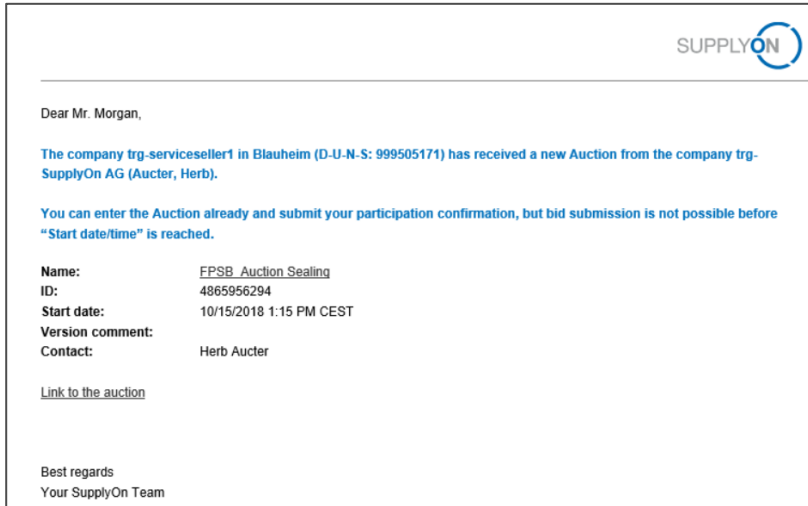 SUPPLYON
Dear Mr. Morgan,
The company trg-serviceseller1 in Blauheim (D-U-N-S: 999505171) has received a new Auction from the company trg-
SupplyOn AG (Aucter, Herb).
You can enter the Auction already and submit your participation confirmation, but bid submission is not possible before
“Start date/time” is reached.
Name: FPSB_Auction Sealing
ID: 4865956294
Start date: 10/15/2018 1:15 PM CEST
Version comment:
Contact: Herb Aucter
Link to the auction
Best regards
Your SupplyOn Team